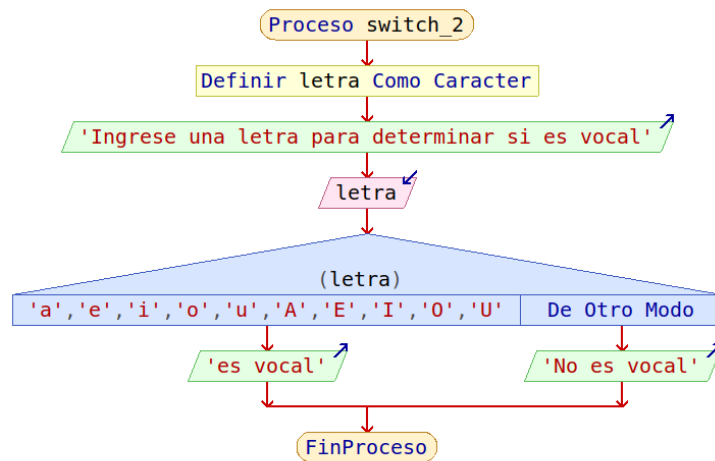 Proceso switch_2
Definir letra Como Caracter
'Ingrese una letra para determinar si es vocal'
letra
(letra)
'a','e','i','o','u','A','E','I','O','U'
De Otro Modo
'es vocal'
'No es vocal'
FinProceso